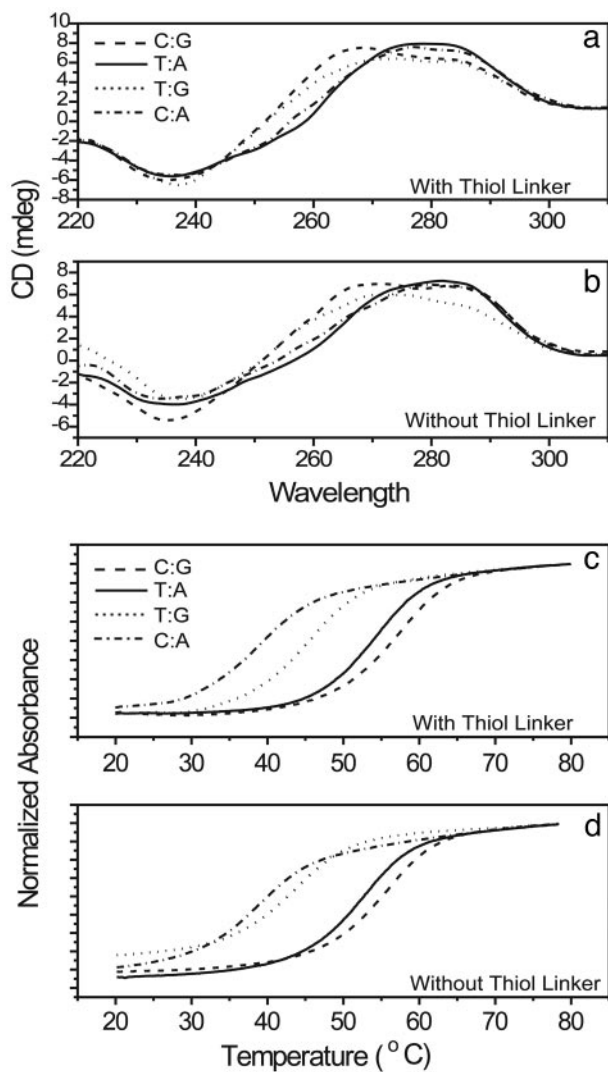 a
10
8
6
4
2
0
-2
-4
-6
-8
C:G
T:A
T:G
C:A
With Thiol Linker
220 240 260 280 300
CD (mdeg)
b
8
6
4
2
0
-2
-4
-6
Without Thiol Linker
220 240 260 280 300
Wavelength
c
C:G
T:A
T:G
C:A
With Thiol Linker
20 30 40 50 60 70 80
Normalized Absorbance
d
Without Thiol Linker
20 30 40 50 60 70 80
Temperature ( °C)